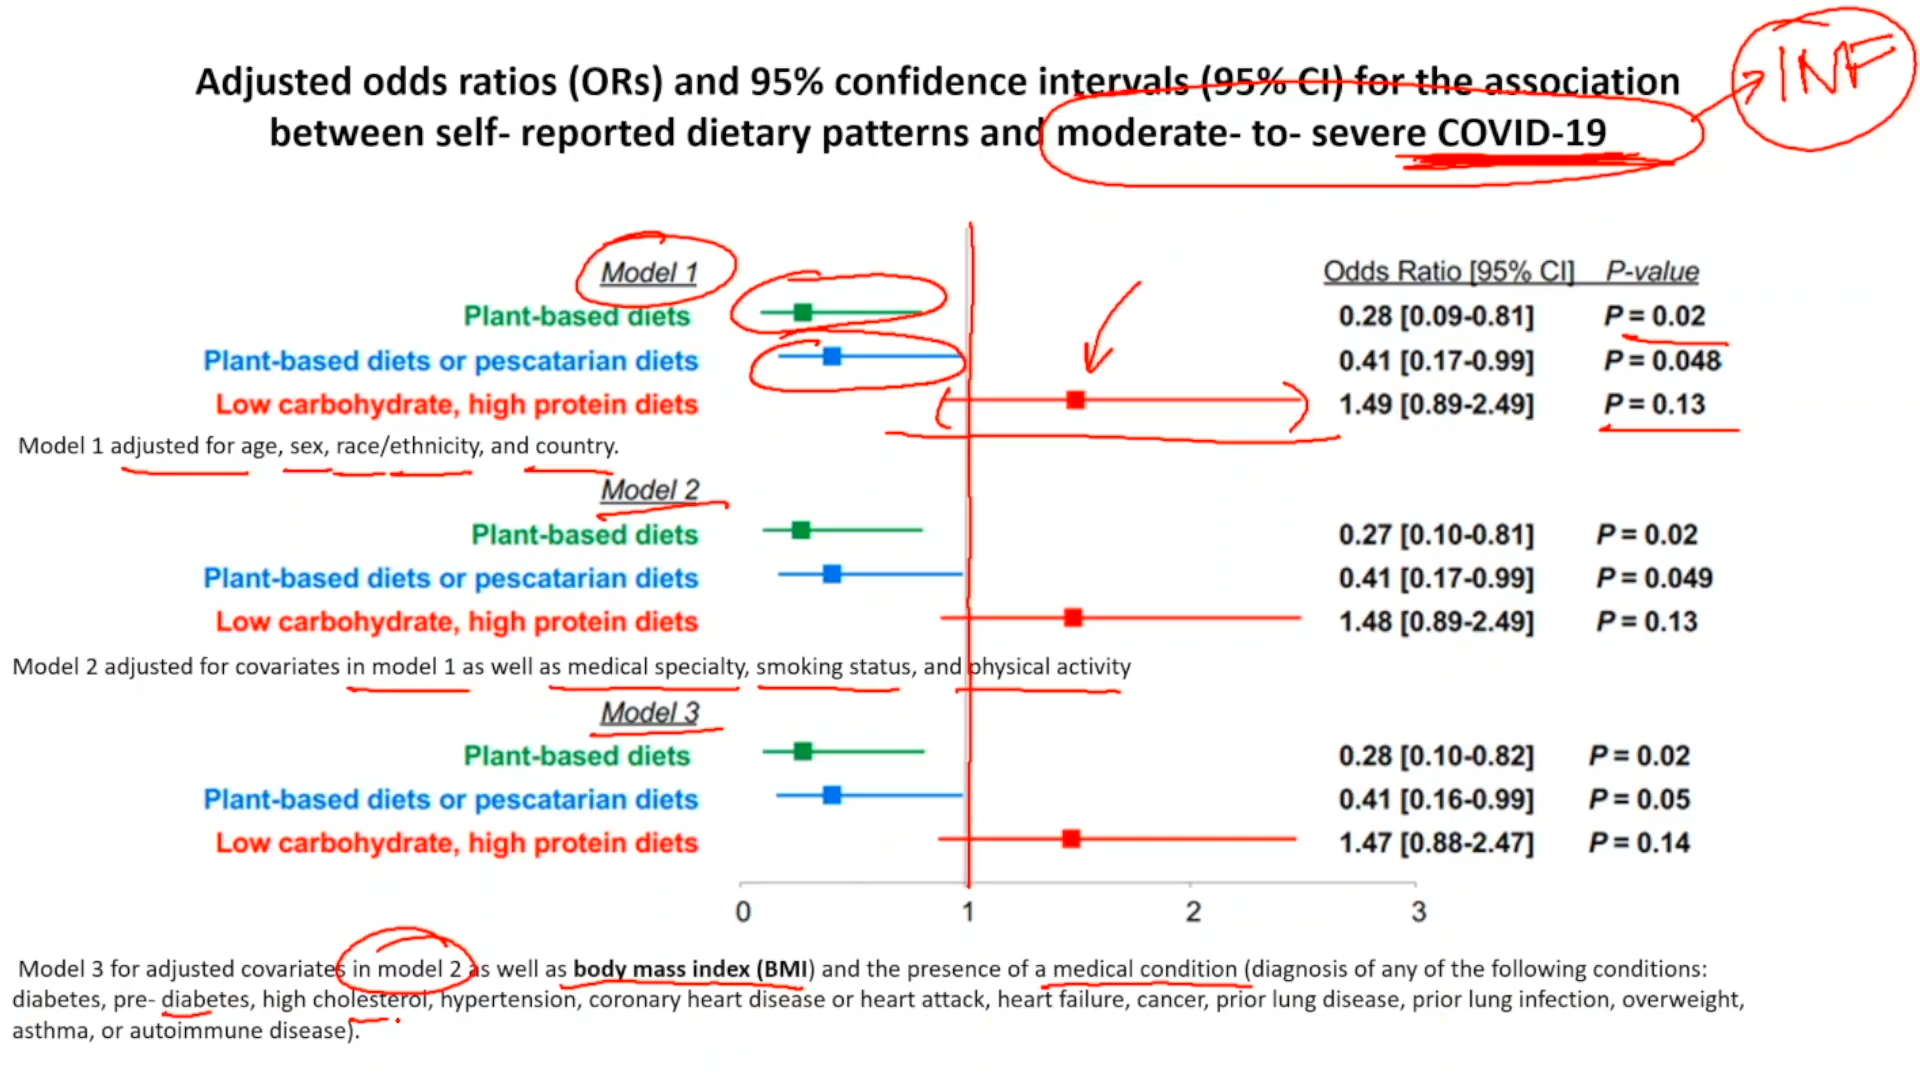 INF
Adjusted odds ratios (ORs) and 95% confidence intervals (95% CI) for the association
between self- reported dietary patterns and moderate- to- severe COVID-19
Model 1 Odds Ratio [95% CI] P-value
Plant-based diets 0.28 [0.09-0.81] P = 0.02
Plant-based diets or pescatarian diets 0.41 [0.17-0.99] P = 0.048
Low carbohydrate, high protein diets 1.49 [0.89-2.49] P = 0.13
Model 1 adjusted for age, sex, race/ethnicity, and country.
Model 2
Plant-based diets 0.27 [0.10-0.81] P = 0.02
Plant-based diets or pescatarian diets 0.41 [0.17-0.99] P = 0.049
Low carbohydrate, high protein diets 1.48 [0.89-2.49] P = 0.13
Model 2 adjusted for covariates in model 1 as well as medical specialty, smoking status, and physical activity
Model 3
Plant-based diets 0.28 [0.10-0.82] P = 0.02
Plant-based diets or pescatarian diets 0.41 [0.16-0.99] P = 0.05
Low carbohydrate, high protein diets 1.47 [0.88-2.47] P = 0.14
0 1 2 3
Model 3 for adjusted covariates in model 2 as well as body mass index (BMI) and the presence of a medical condition (diagnosis of any of the following conditions:
diabetes, pre- diabetes, high cholesterol, hypertension, coronary heart disease or heart attack, heart failure, cancer, prior lung disease, prior lung infection, overweight,
asthma, or autoimmune disease).